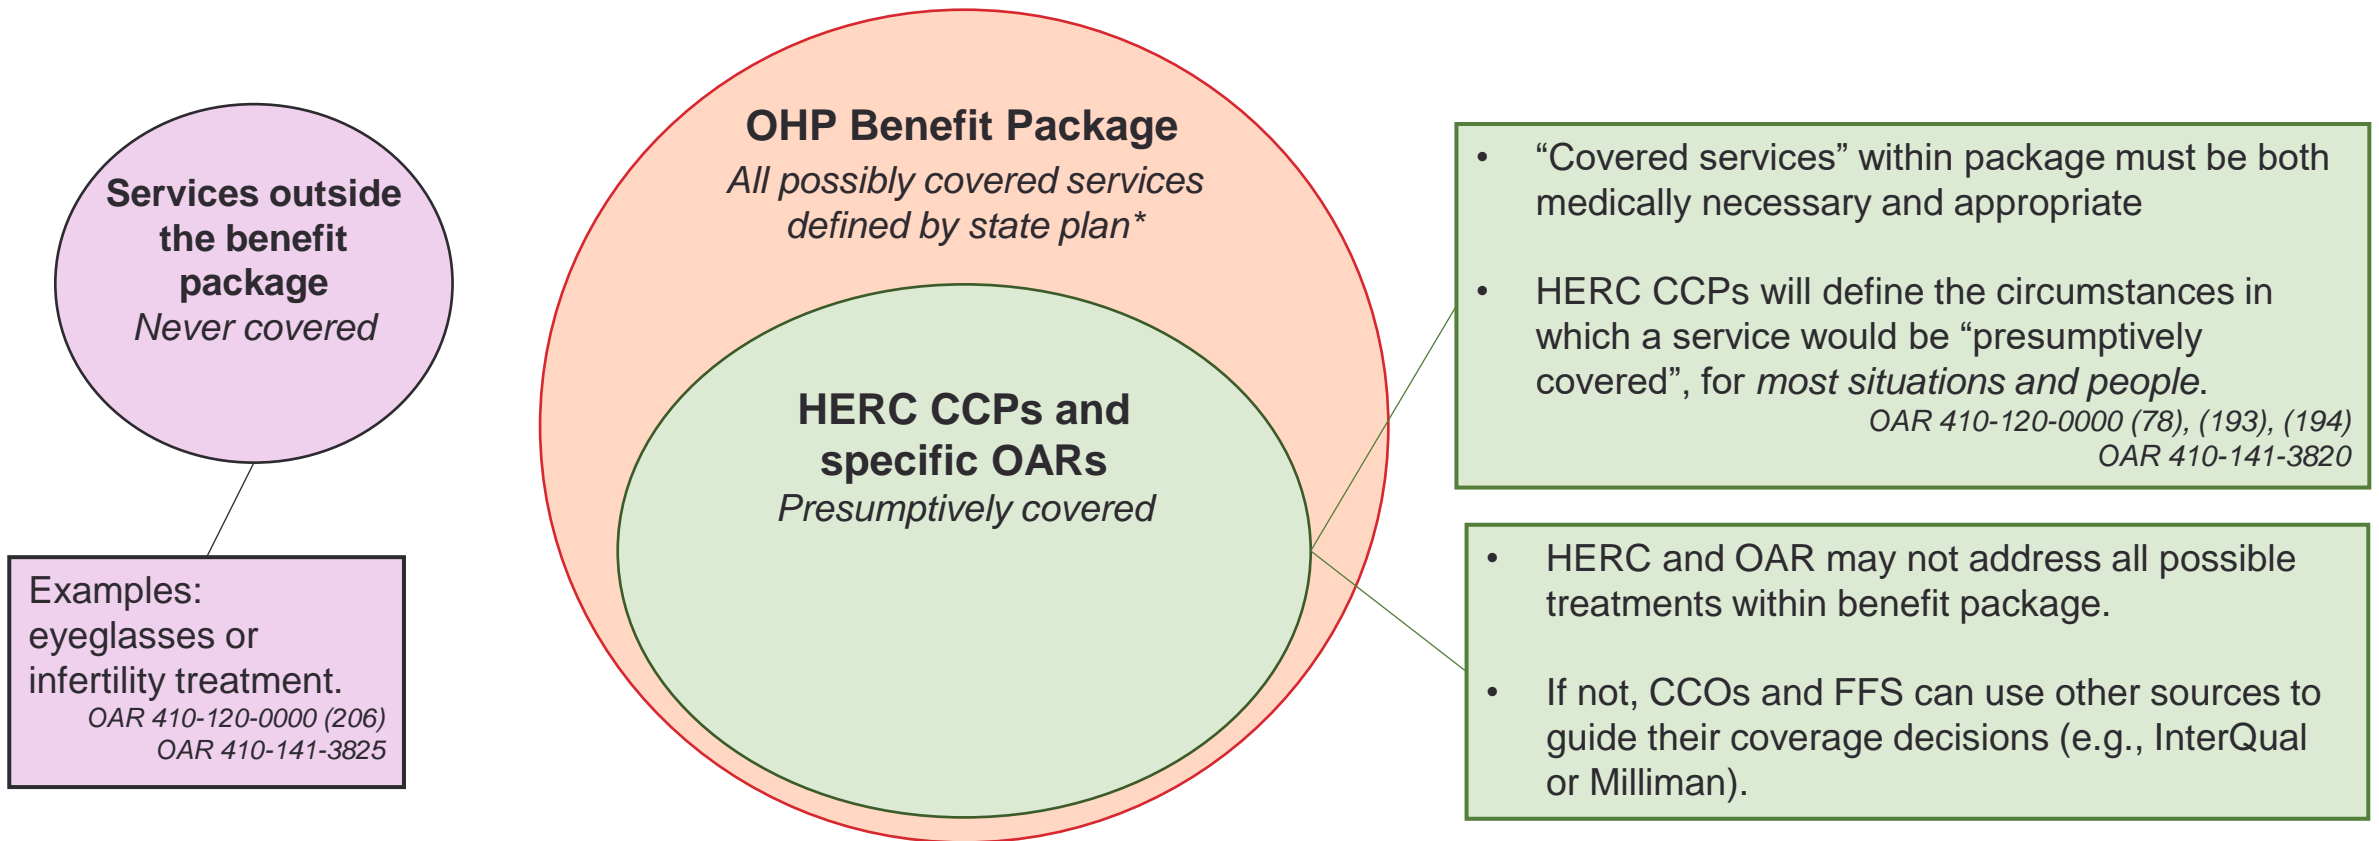 Services outside
the benefit
package
Never covered
Examples:
eyeglasses or
infertility treatment.
OAR 410-120-0000 (206)
OAR 410-141-3825
OHP Benefit Package
All possibly covered services
defined by state plan*
HERC CCPs and
specific OARs
Presumptively covered
• “Covered services” within package must be both
medically necessary and appropriate
• HERC CCPs will define the circumstances in
which a service would be “presumptively
covered”, for most situations and people.
OAR 410-120-0000 (78), (193), (194)
OAR 410-141-3820
• HERC and OAR may not address all possible
treatments within benefit package.
• If not, CCOs and FFS can use other sources to
guide their coverage decisions (e.g., InterQual
or Milliman).